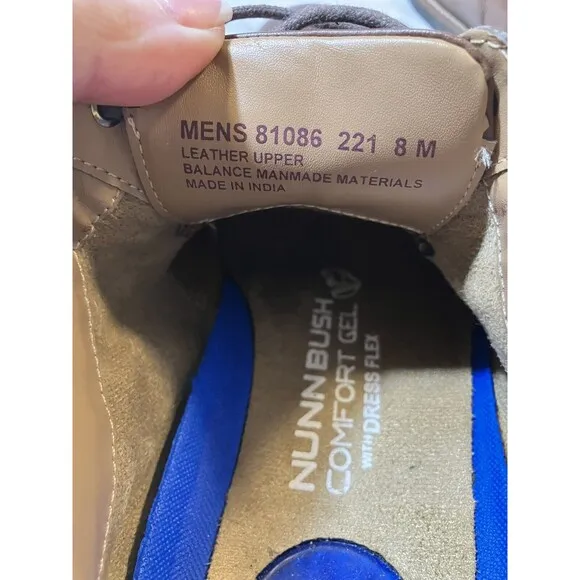 MENS 81086 221 8 M
LEATHER UPPER
BALANCE MANMADE MATERIALS
MADE IN INDIA
NUNN BUSH
COMFORT GEL
WITH DRESS FLEX